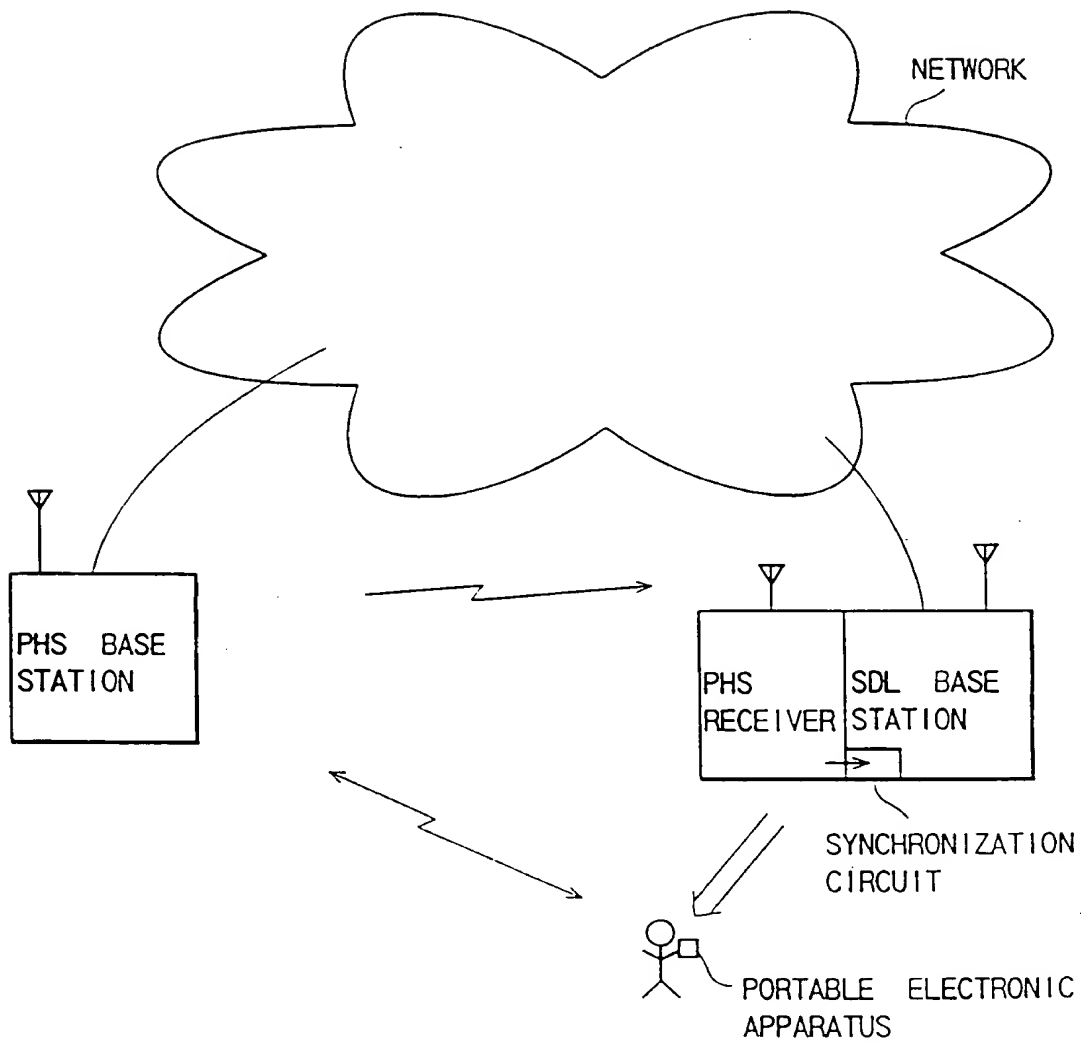 NETWORK
PHS BASE
STATION
PHS
RECEIVER
SDL BASE
STATION
SYNCHRONIZATION
CIRCUIT
PORTABLE ELECTRONIC
APPARATUS